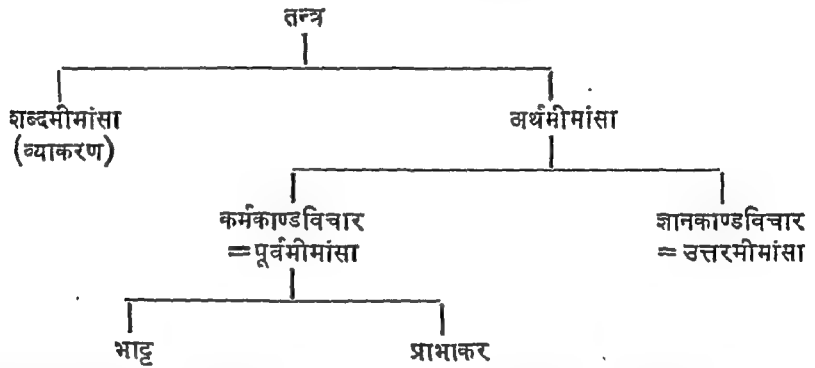 तन्त्र
शब्दमीमांसा
(व्याकरण)
अर्थमीमांसा
कर्मकाण्डविचार
=पूर्वमीमांसा
ज्ञानकाण्डविचार
= उत्तरमीमांसा
भाट्ट
प्राभाकर